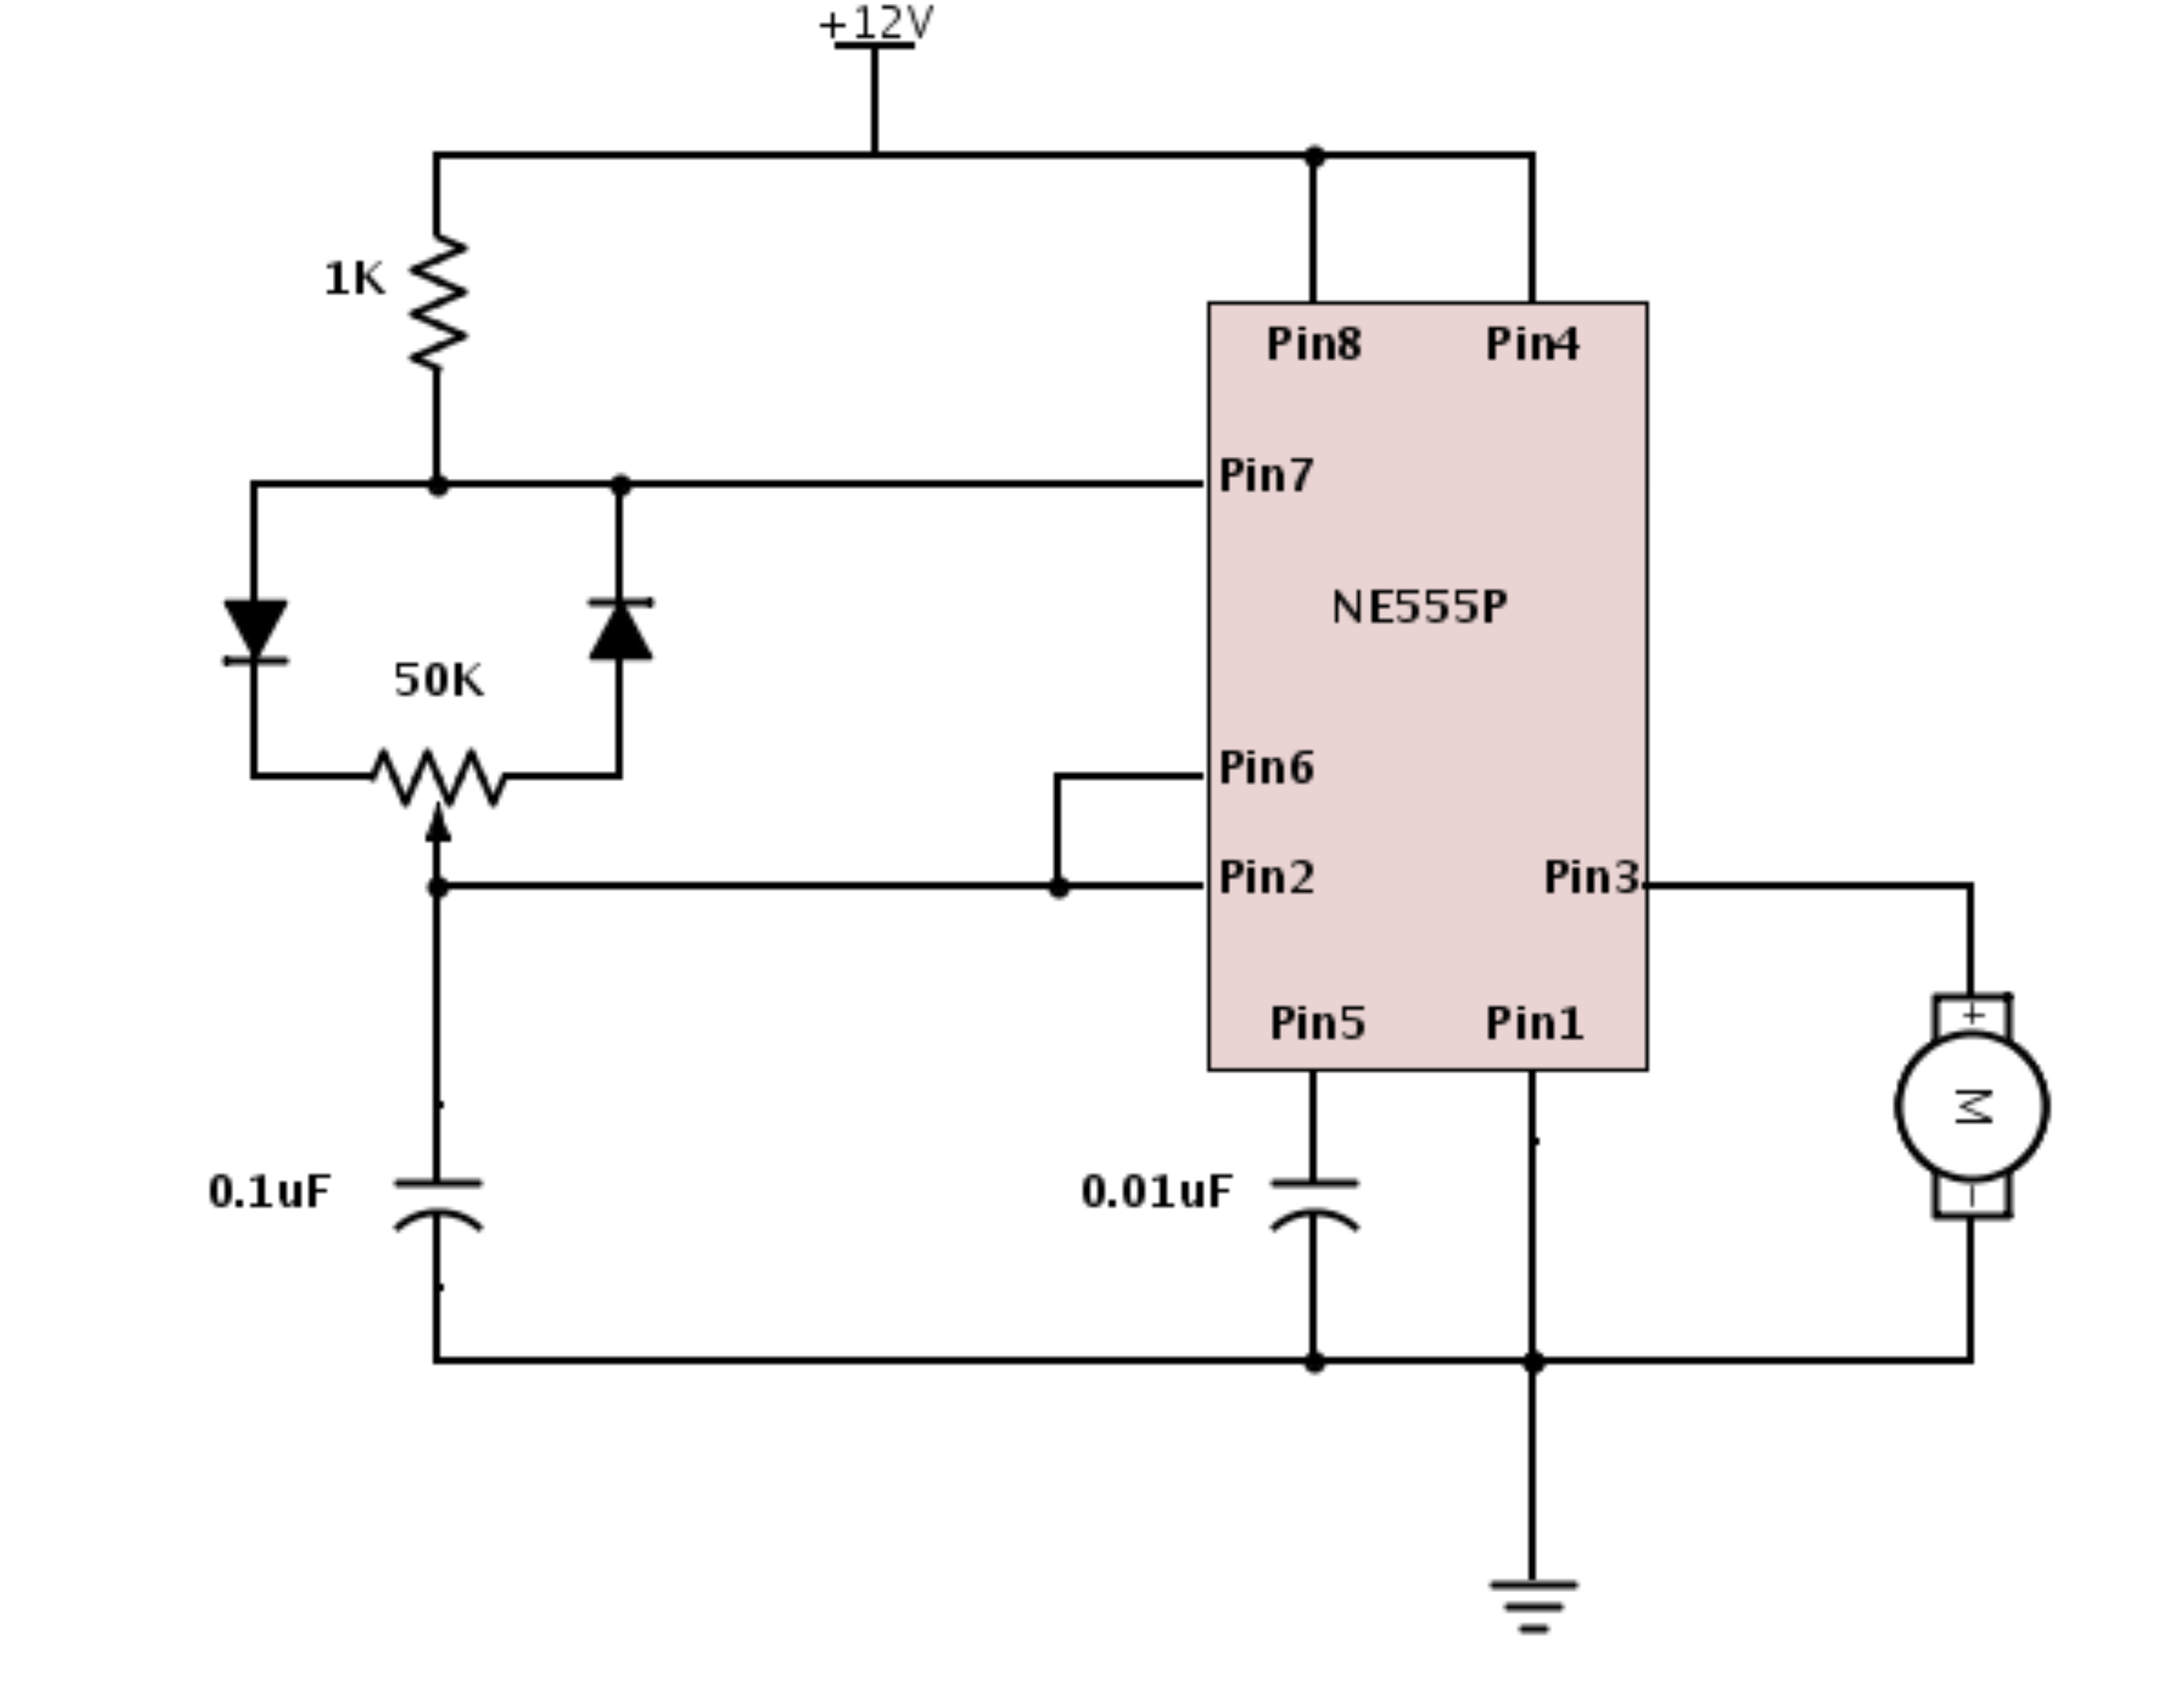 +12V
1K
Pin8 Pin4
Pin7
NE555P
50K
Pin6
Pin2 Pin3
+
Pin5 Pin1
M
0.1uF 0.01uF
-